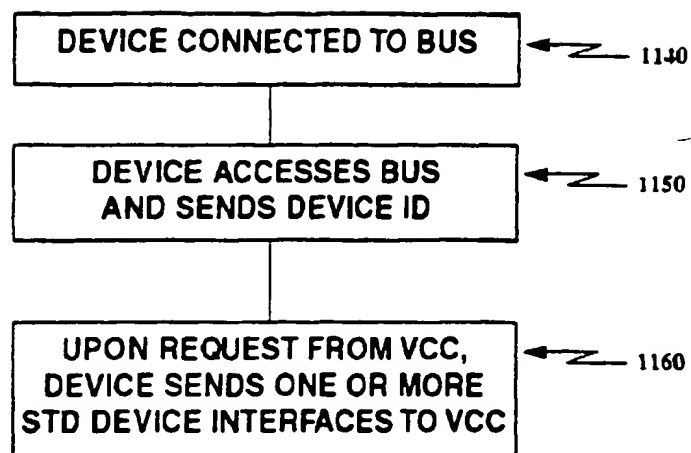 DEVICE CONNECTED TO BUS
1140
DEVICE ACCESSES BUS
AND SENDS DEVICE ID
1150
UPON REQUEST FROM VCC,
DEVICE SENDS ONE OR MORE
STD DEVICE INTERFACES TO VCC
1160